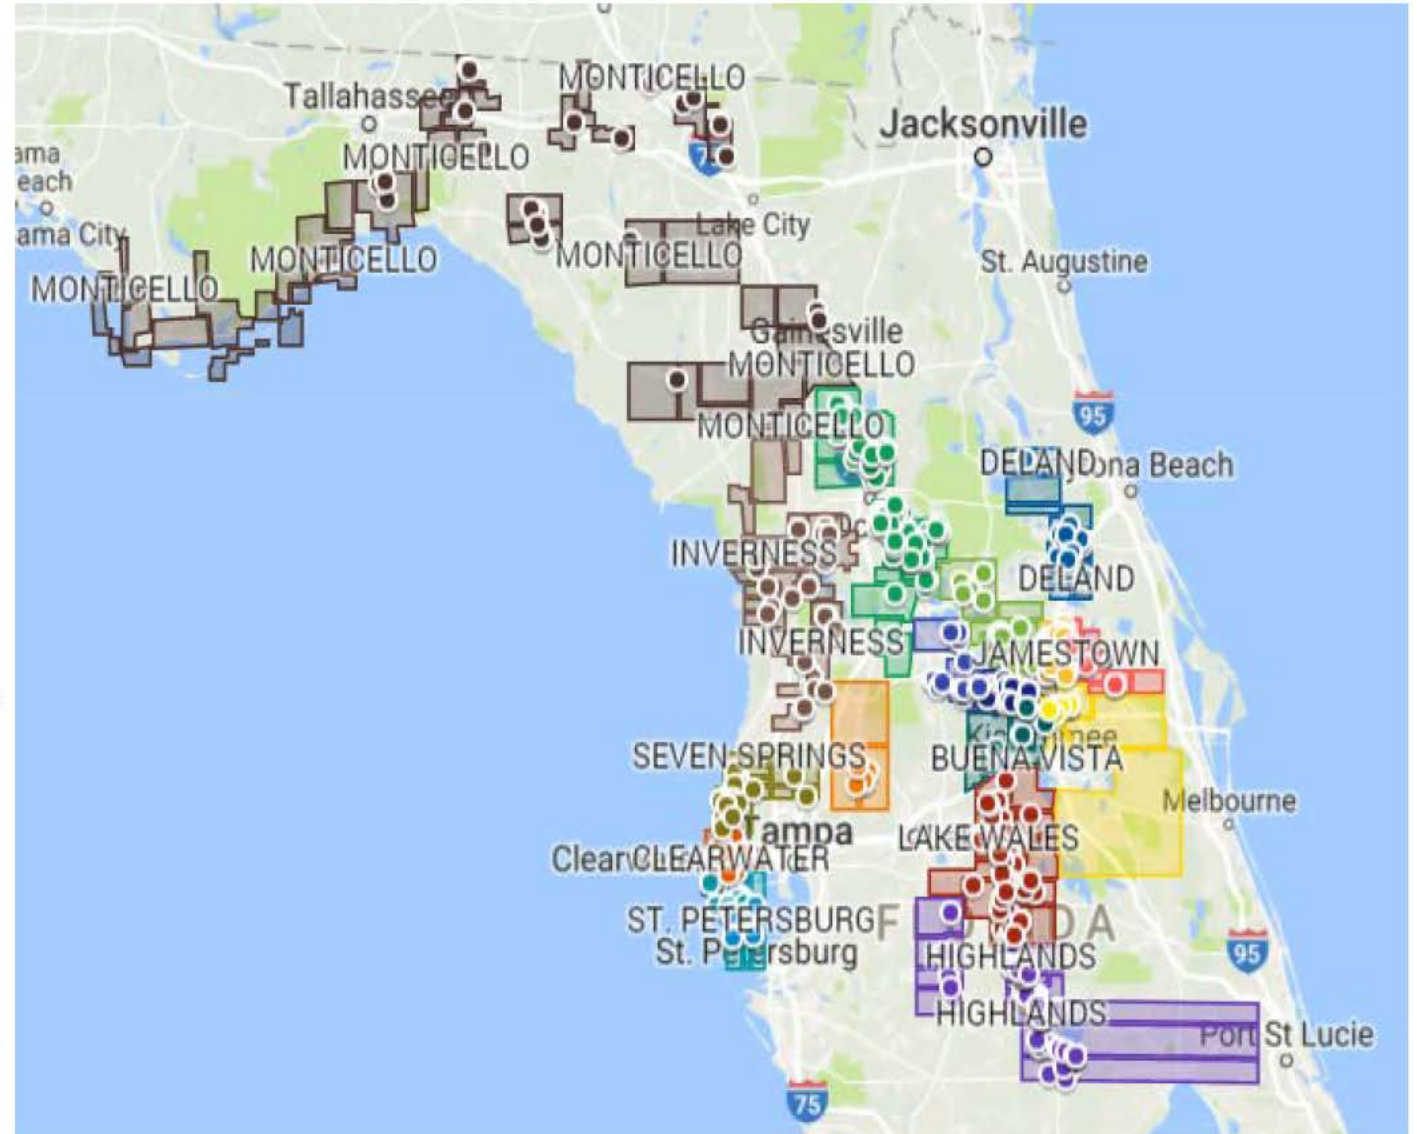 MONTICELLO
Tallahassee
Jacksonville
MONTICELLO
ama
each
ama City
Lake City
MONTICELLO
MONTICELLO
St. Augustine
MONTICELLO
Gainesville
MONTICELLO
95
MONTICELLO
DELAND
ona Beach
INVERNESS
DELAND
INVERNESS
JAMESTOWN
SEVEN SPRINGS
BUENA VISTA
Melbourne
Tampa
LAKE WALES
CLEARWATER
ST. PETERSBURG
St. Petersburg
HIGHLANDS
95
HIGHLANDS
Port St Lucie
75